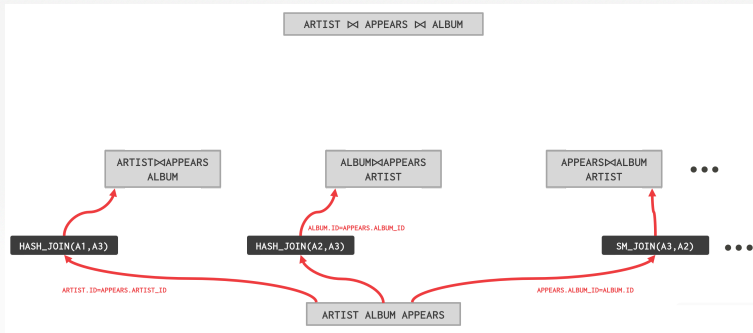 ARTIST ⋈ APPEARS ⋈ ALBUM
ARTIST⋈APPEARS
ALBUM
ALBUM⋈APPEARS
ARTIST
APPEARS⋈ALBUM
ARTIST
•••
ALBUM.ID=APPEARS.ALBUM_ID
HASH_JOIN(A1,A3)
HASH_JOIN(A2,A3)
SM_JOIN(A3,A2)
•••
ARTIST.ID=APPEARS.ARTIST_ID
APPEARS.ALBUM_ID=ALBUM.ID
ARTIST ALBUM APPEARS